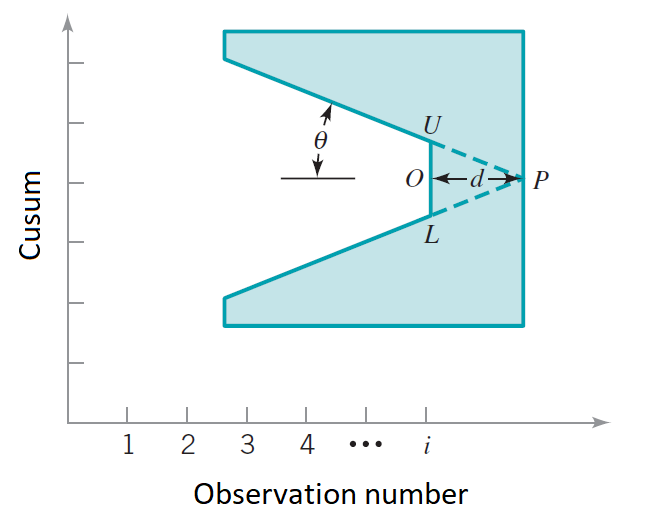 U
θ
O
d
P
L
Cusum
1 2 3 4 ••• i
Observation number